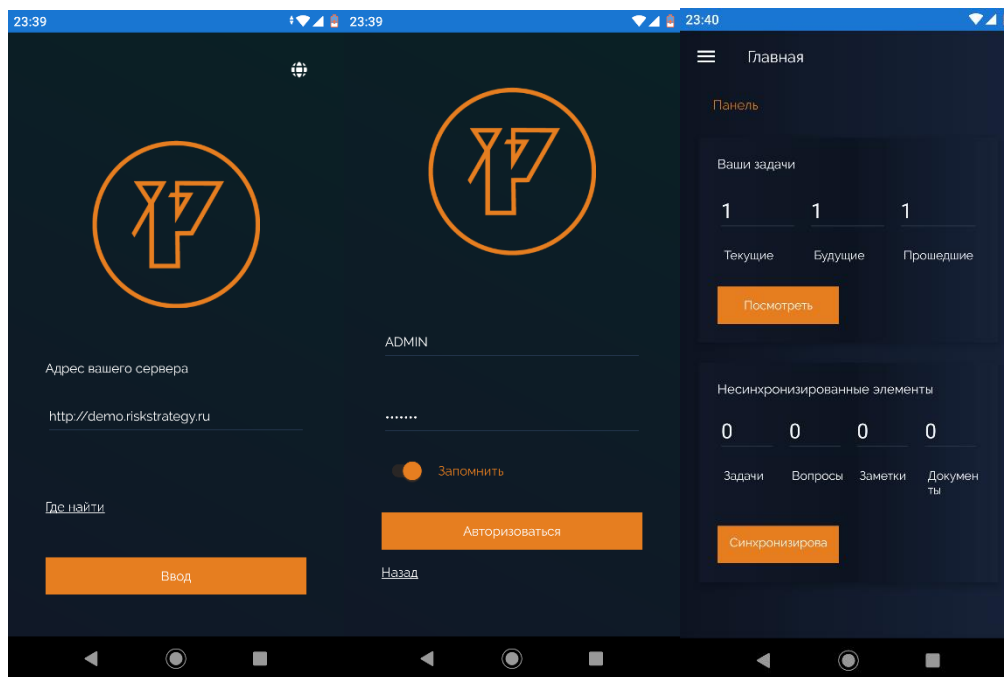 23:39
Адрес вашего сервера
http://demo.riskstrategy.ru
Где найти
Ввод
23:39
ADMIN
.......
Запомнить
Авторизоваться
Назад
23:40
Главная
Панель
Ваши задачи
1 1 1
Текущие Будущие Прошедшие
Посмотреть
Несинхронизированные элементы
0 0 0 0
Задачи Вопросы Заметки Докумен
ты
Синхронизирова